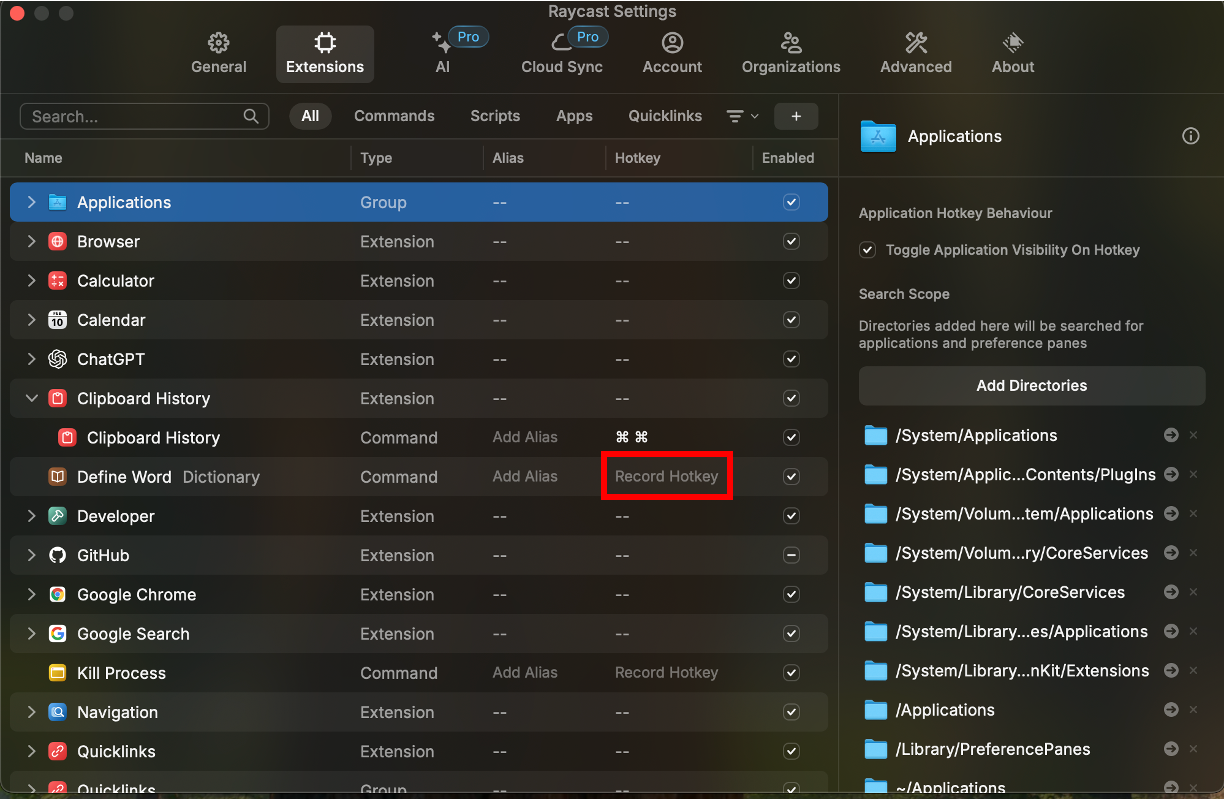 Raycast Settings
General
Extensions
Pro
AI
Pro
Cloud Sync
Account
Organizations
Advanced
About
Search...
All
Commands
Scripts
Apps
Quicklinks
+
Name Type Alias Hotkey Enabled
Applications Group -- --
Browser Extension -- --
Calculator Extension -- --
FEB
10
Calendar Extension -- --
ChatGPT Extension -- --
Clipboard History Extension -- --
Clipboard History Command Add Alias ⌘ ⌘
Define Word Dictionary Command Add Alias Record Hotkey
Developer Extension -- --
GitHub Extension -- --
Google Chrome Extension -- --
Google Search Extension -- --
Kill Process Command Add Alias Record Hotkey
Navigation Extension -- --
Quicklinks Extension -- --
Quicklinks Group -- --
Applications
Application Hotkey Behaviour
Toggle Application Visibility On Hotkey
Search Scope
Directories added here will be searched for
applications and preference panes
Add Directories
/System/Applications
/System/Applic...Contents/PlugIns
/System/Volum...tem/Applications
/System/Volum...ry/CoreServices
/System/Library/CoreServices
/System/Library...es/Applications
/System/Library...nKit/Extensions
/Applications
/Library/PreferencePanes
~/Applications